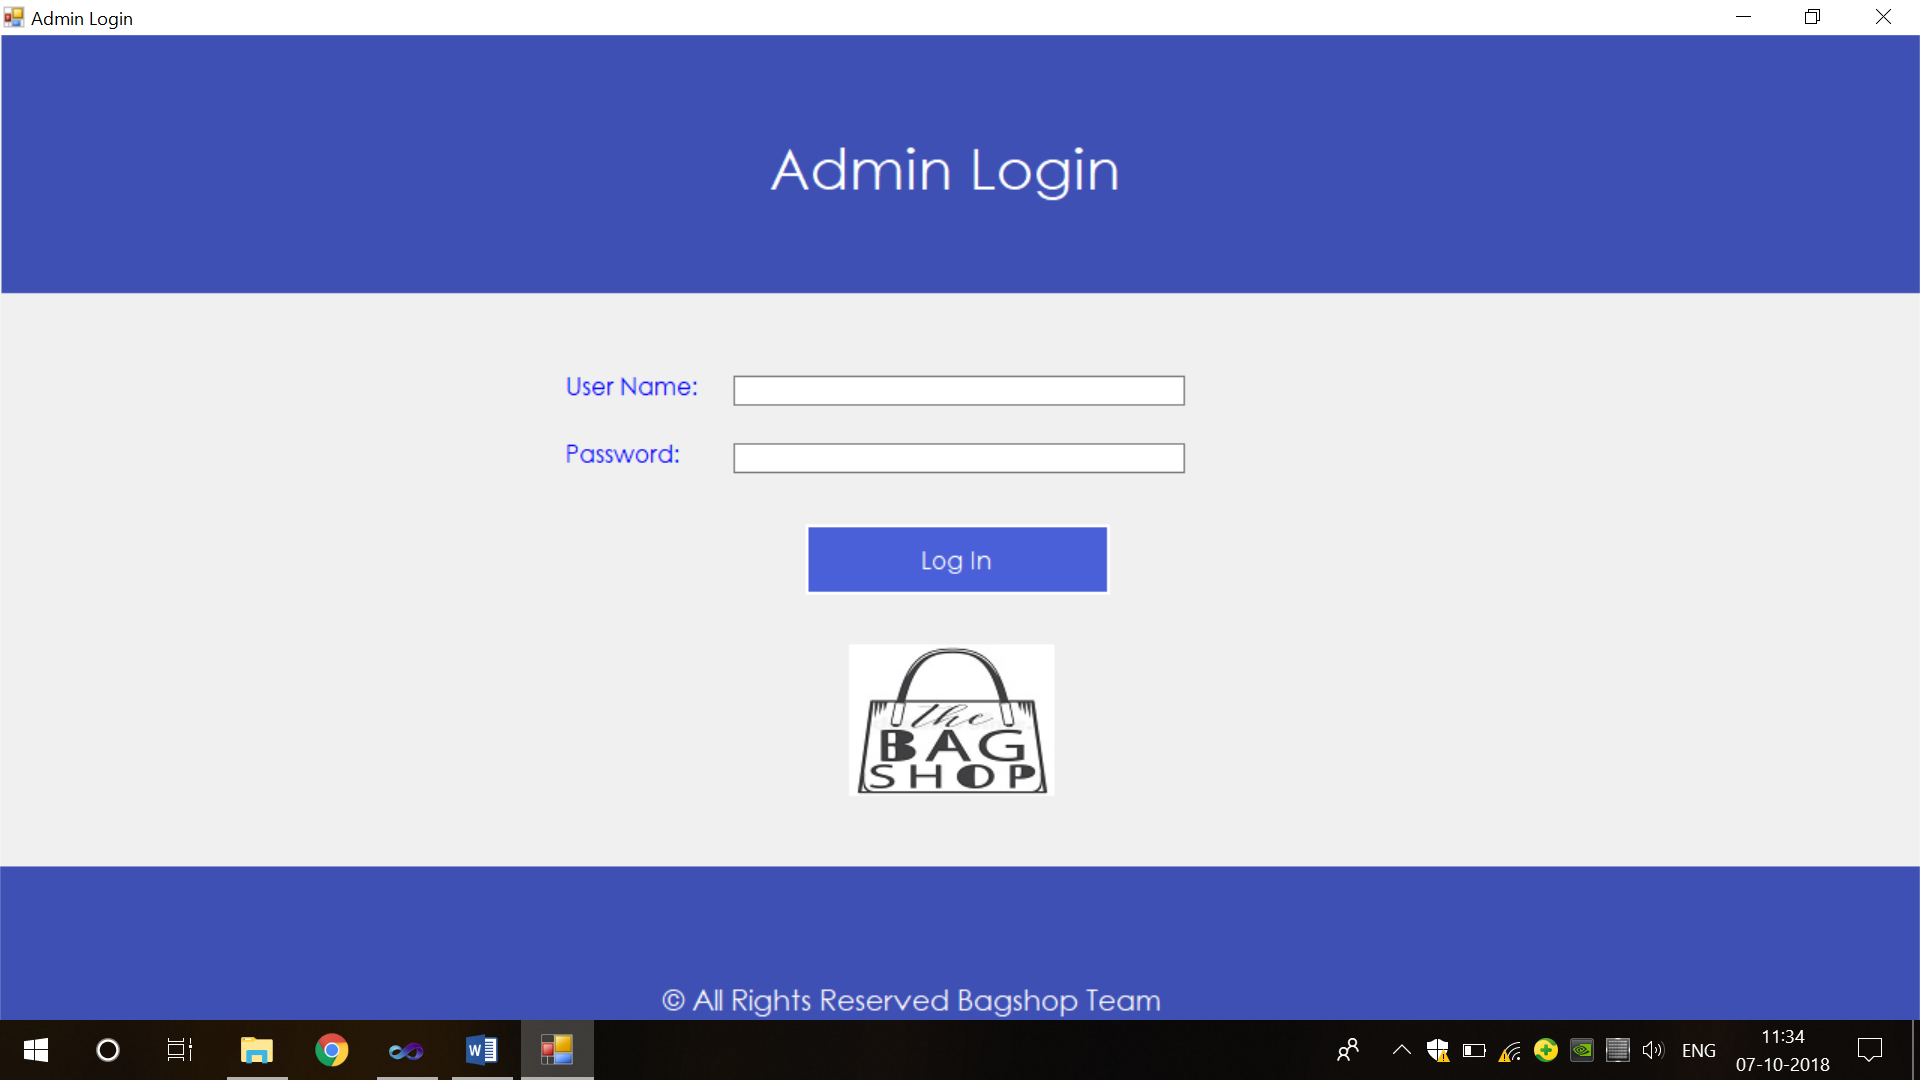 Admin Login
Admin Login
User Name:
Password:
Log In
the
BAG
SHOP
© All Rights Reserved Bagshop Team
ENG
11:34
07-10-2018